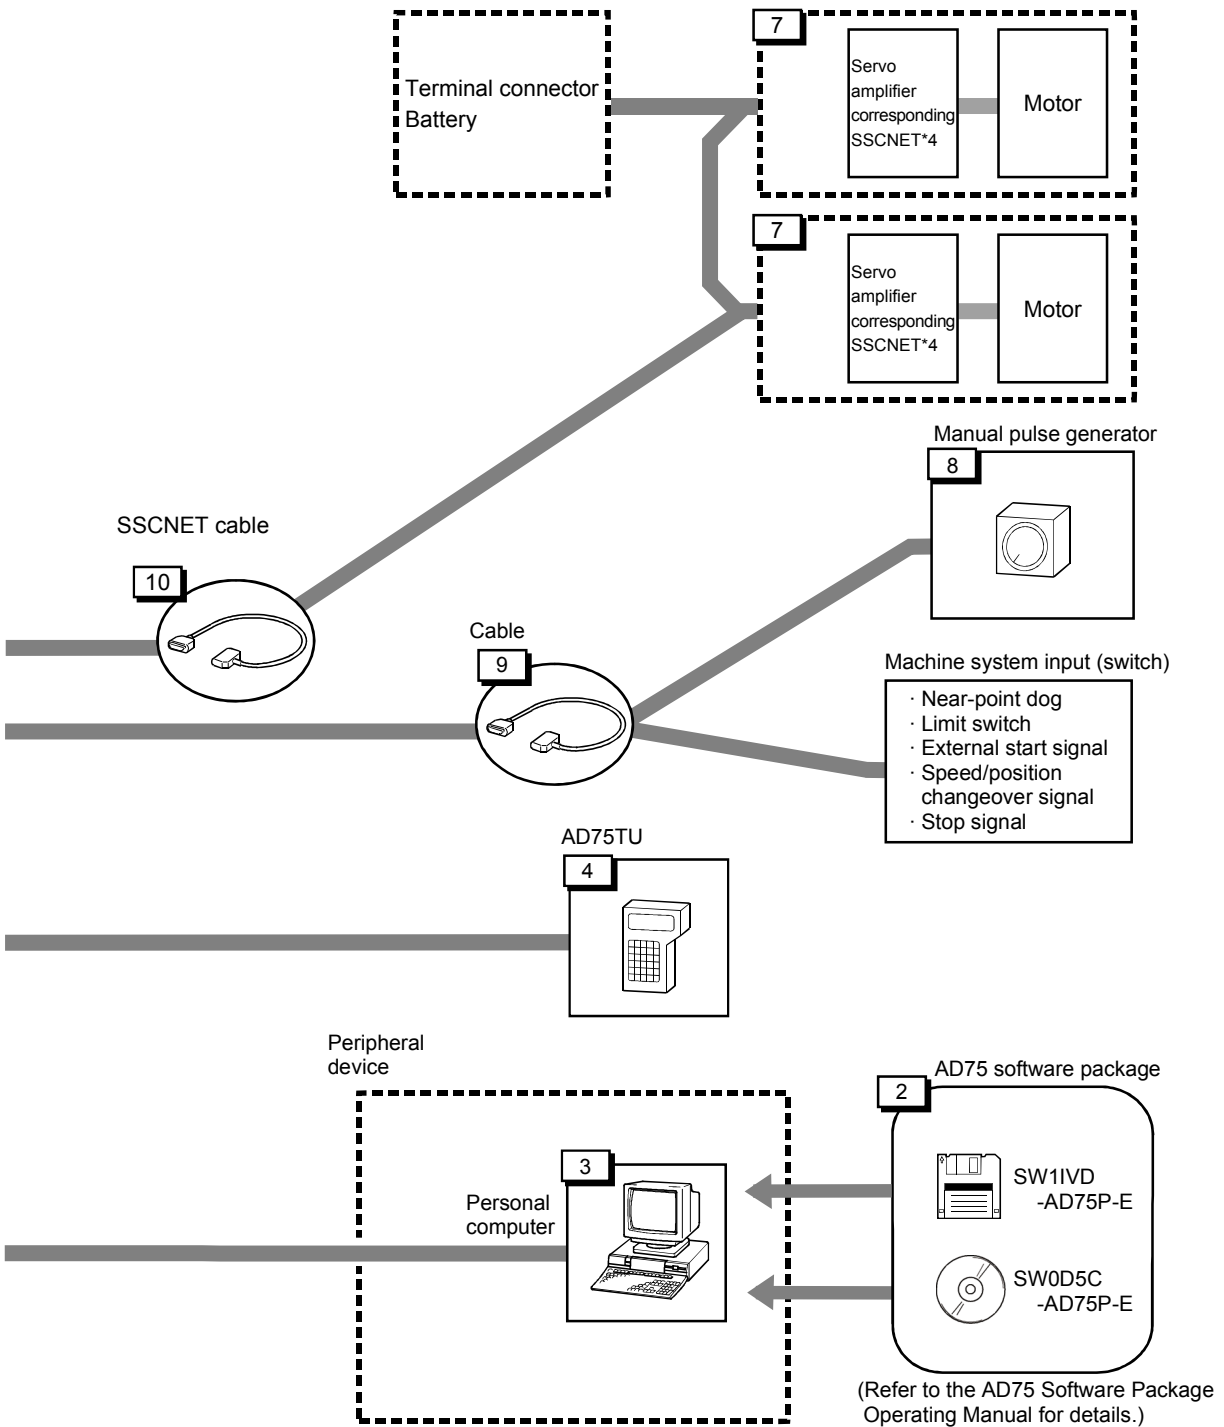 7
Terminal connector
Battery
Servo
amplifier
corresponding
SSCNET*4
Motor
7
Servo
amplifier
corresponding
SSCNET*4
Motor
Manual pulse generator
8
SSCNET cable
10
Cable
9
Machine system input (switch)
· Near-point dog
· Limit switch
· External start signal
· Speed/position
changeover signal
· Stop signal
AD75TU
4
Peripheral
device
AD75 software package
2
3
Personal
computer
SW1IVD
-AD75P-E
SW0D5C
-AD75P-E
(Refer to the AD75 Software Package
Operating Manual for details.)